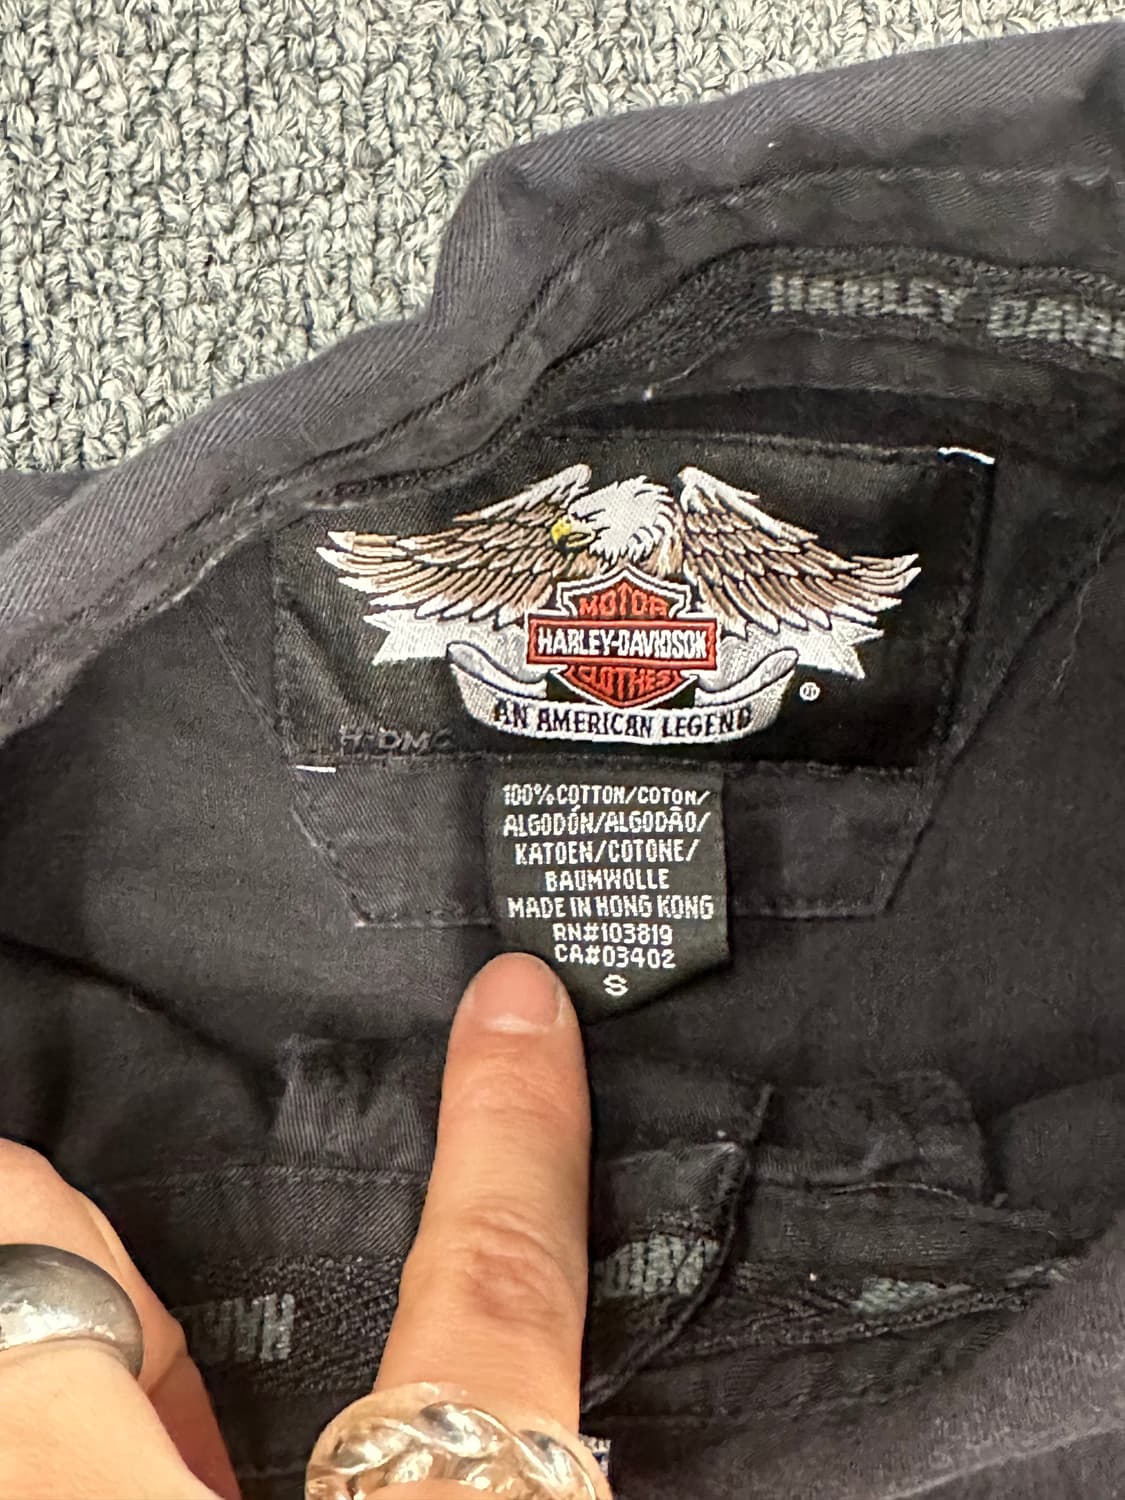 HARLEY-DAVI
MOTOR
HARLEY-DAVIDSON
CLOTHES
®
AN AMERICAN LEGEND
H-DMC
100% COTTON/COTON/
ALGODÓN/ALGODÃO/
KATOEN/COTONE/
BAUMWOLLE
MADE IN HONG KONG
RN#103819
CA#03402
S